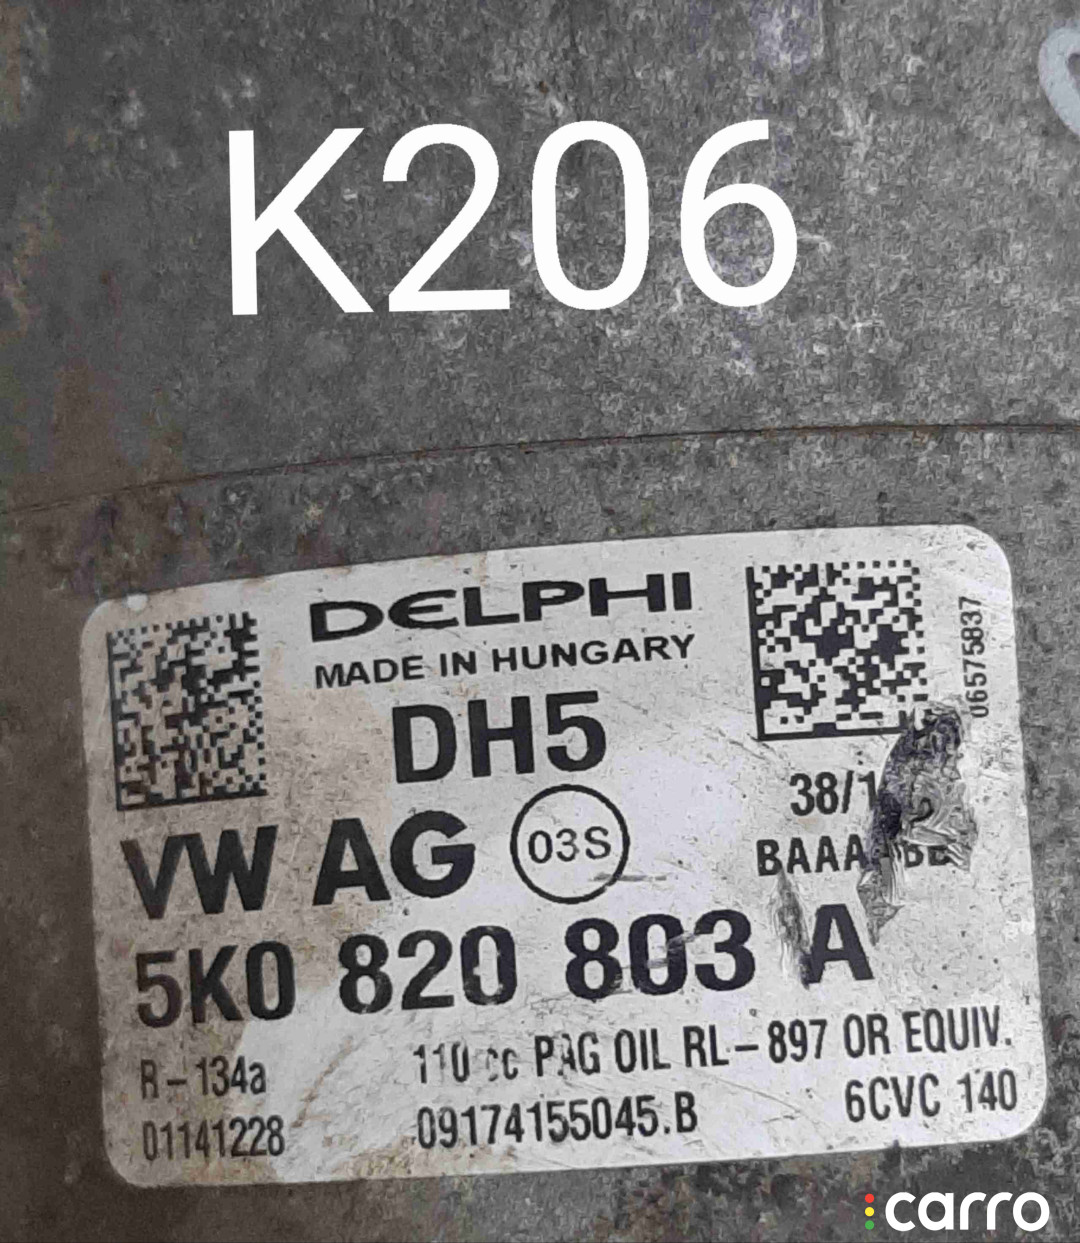 K206
DELPHI
MADE IN HUNGARY
DH5
06575837
VW AG 03S
5K0 820 803 A
R-134a 110 cc PAG OIL RL-897 OR EQUIV.
01141228 09174155045.B 6CVC 140
carro